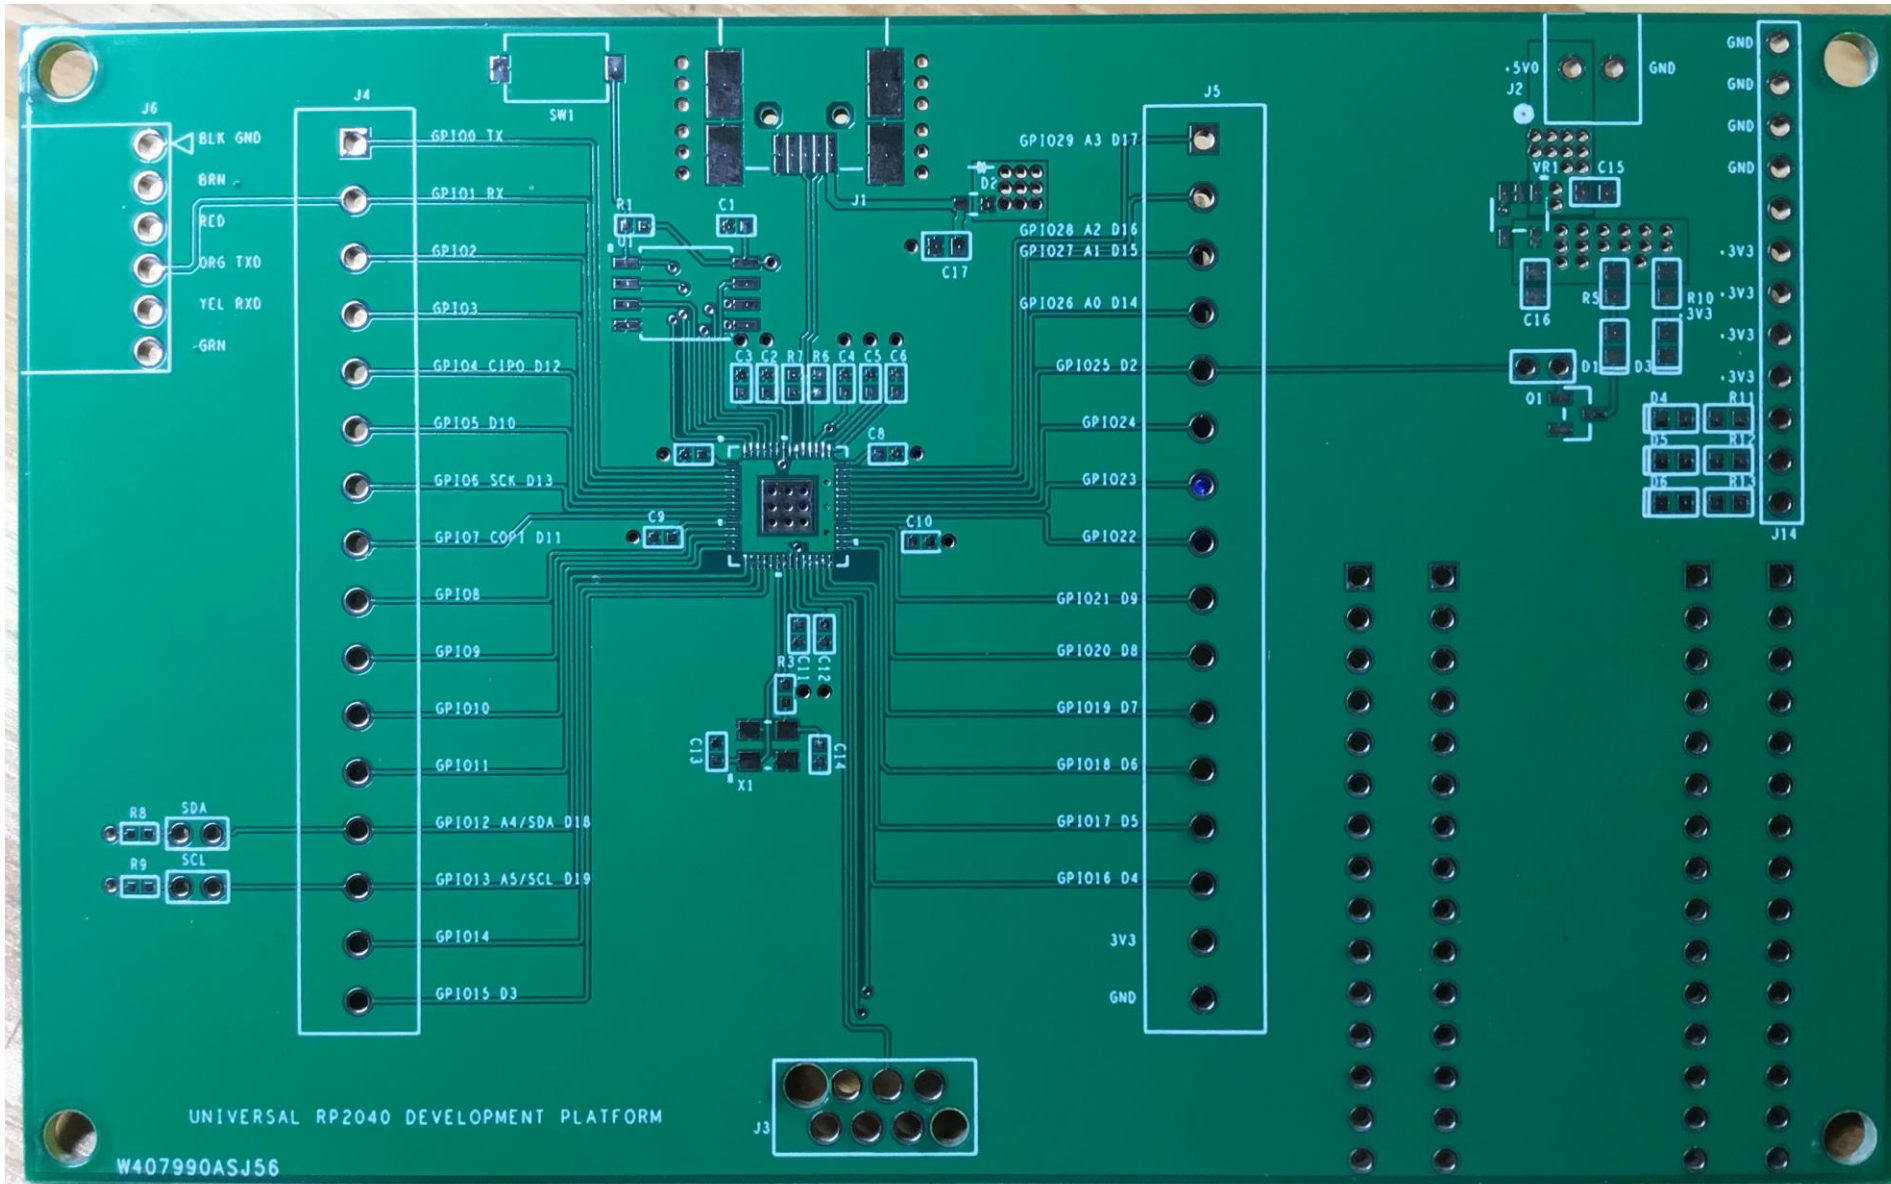 J6
BLK GND
BRN
RED
ORG TXD
YEL RXD
GRN
J4
GPIO0 TX
GPIO1 RX
GPIO2
GPIO3
GPIO4 CIPO D12
GPIO5 D10
GPIO6 SCK D13
GPIO7 COPI D11
GPIO8
GPIO9
GPIO10
GPIO11
GPIO12 A4/SDA D18
GPIO13 A5/SCL D19
GPIO14
GPIO15 D3
R8 SDA
R9 SCL
SW1
R1
C1
U1
J1
D2
C17
C3 C2 R7 R6 C4 C5 C6
C8
C9
C10
R3
C11
C12
C13
C14
X1
J5
GPIO29 A3 D17
GPIO28 A2 D16
GPIO27 A1 D15
GPIO26 A0 D14
GPIO25 D2
GPIO24
GPIO23
GPIO22
GPIO21 D9
GPIO20 D8
GPIO19 D7
GPIO18 D6
GPIO17 D5
GPIO16 D4
3V3
GND
+5V0
GND
J2
VR1
C15
C16
R5
R10
3V3
D1
D3
Q1
D4 R11
D5 R12
D6 R13
GND
GND
GND
GND
+3V3
+3V3
+3V3
+3V3
J14
J3
UNIVERSAL RP2040 DEVELOPMENT PLATFORM
W407990ASJ56